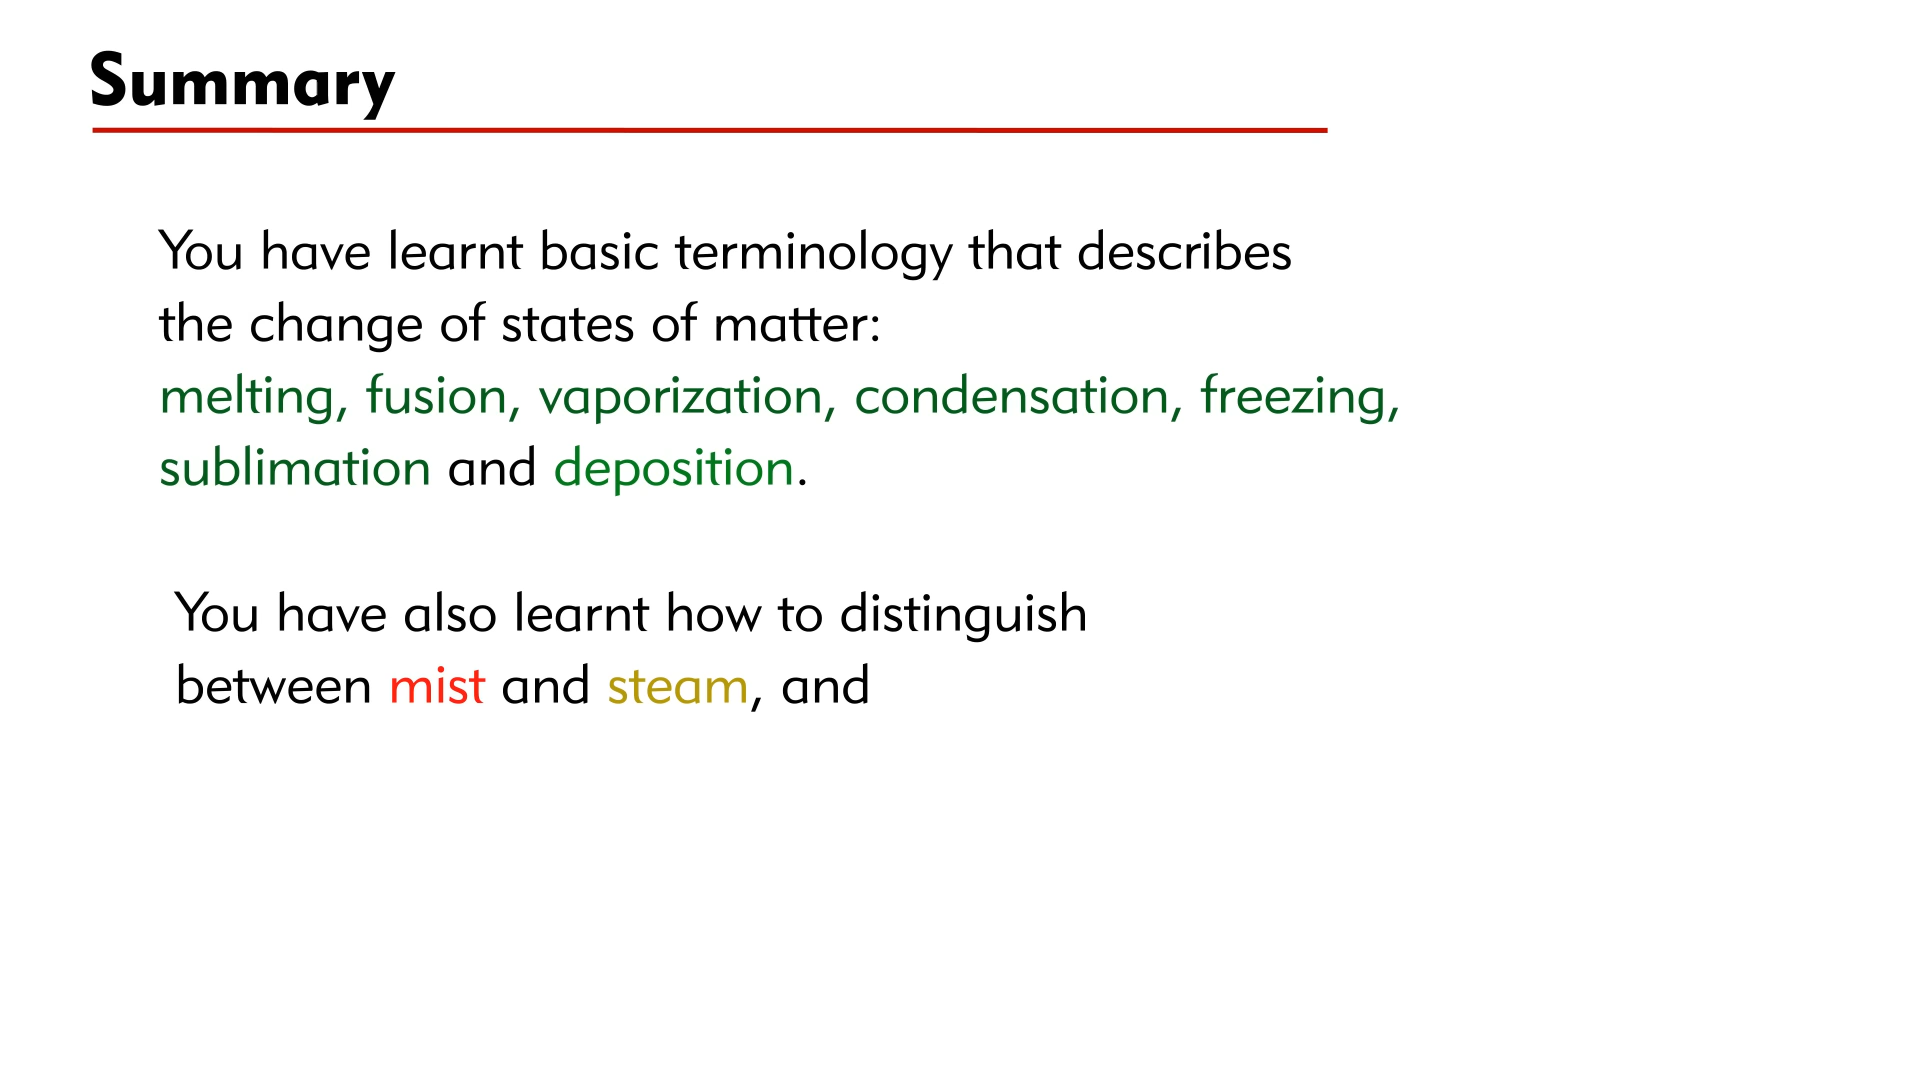 Summary
You have learnt basic terminology that describes
the change of states of matter:
melting, fusion, vaporization, condensation, freezing,
sublimation and deposition.
You have also learnt how to distinguish
between mist and steam, and